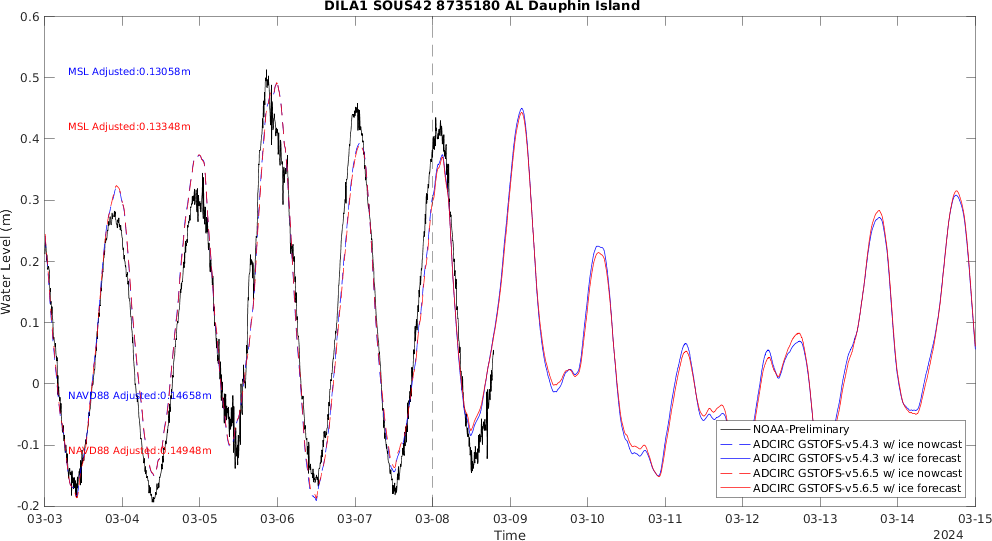 DILA1 SOUS42 8735180 AL Dauphin Island
0.6
0.5
0.4
0.3
0.2
0.1
0
-0.1
-0.2
Water Level (m)
MSL Adjusted:0.13058m
MSL Adjusted:0.13348m
NAVD88 Adjusted:0.14658m
NAVD88 Adjusted:0.14948m
NOAA-Preliminary
ADCIRC GSTOFS-v5.4.3 w/ ice nowcast
ADCIRC GSTOFS-v5.4.3 w/ ice forecast
ADCIRC GSTOFS-v5.6.5 w/ ice nowcast
ADCIRC GSTOFS-v5.6.5 w/ ice forecast
03-03 03-04 03-05 03-06 03-07 03-08 03-09 03-10 03-11 03-12 03-13 03-14 03-15
Time
2024